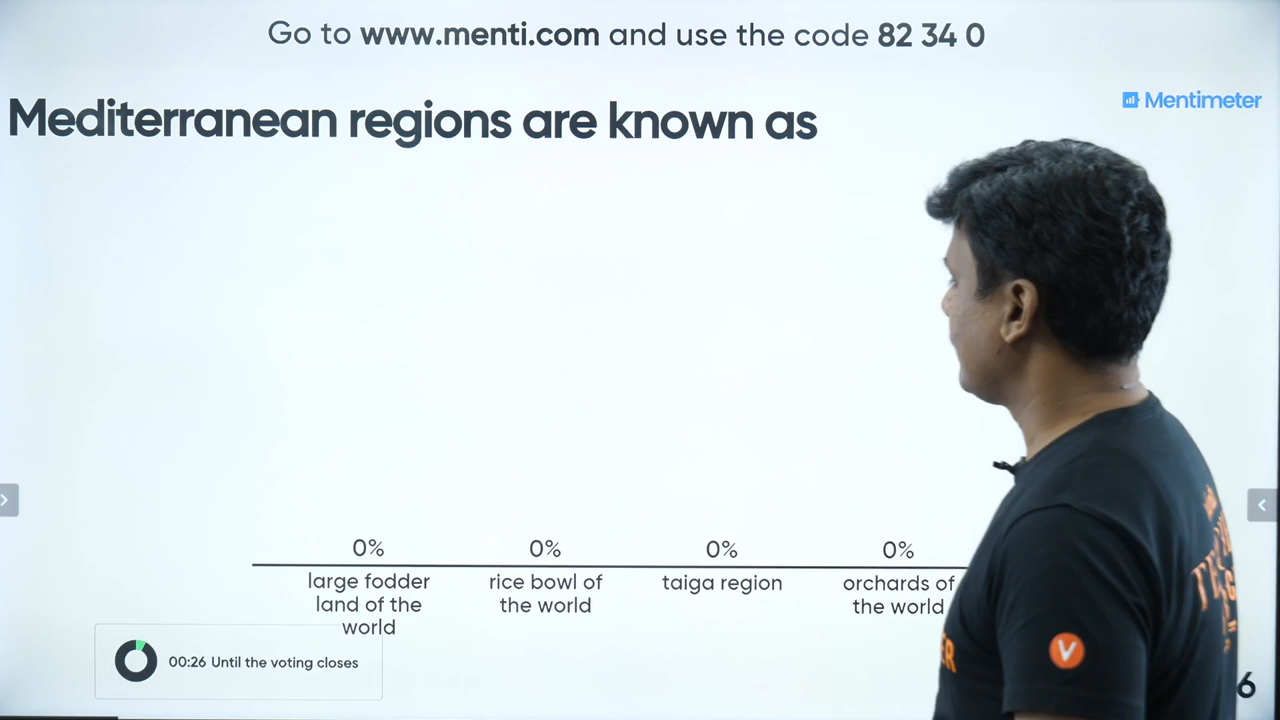 Go to www.menti.com and use the code 82 34 0
Mentimeter
Mediterranean regions are known as
0%
0%
0%
0%
large fodder
land of the
world
rice bowl of
the world
taiga region
orchards of
the world
00:26 Until the voting closes
V
6